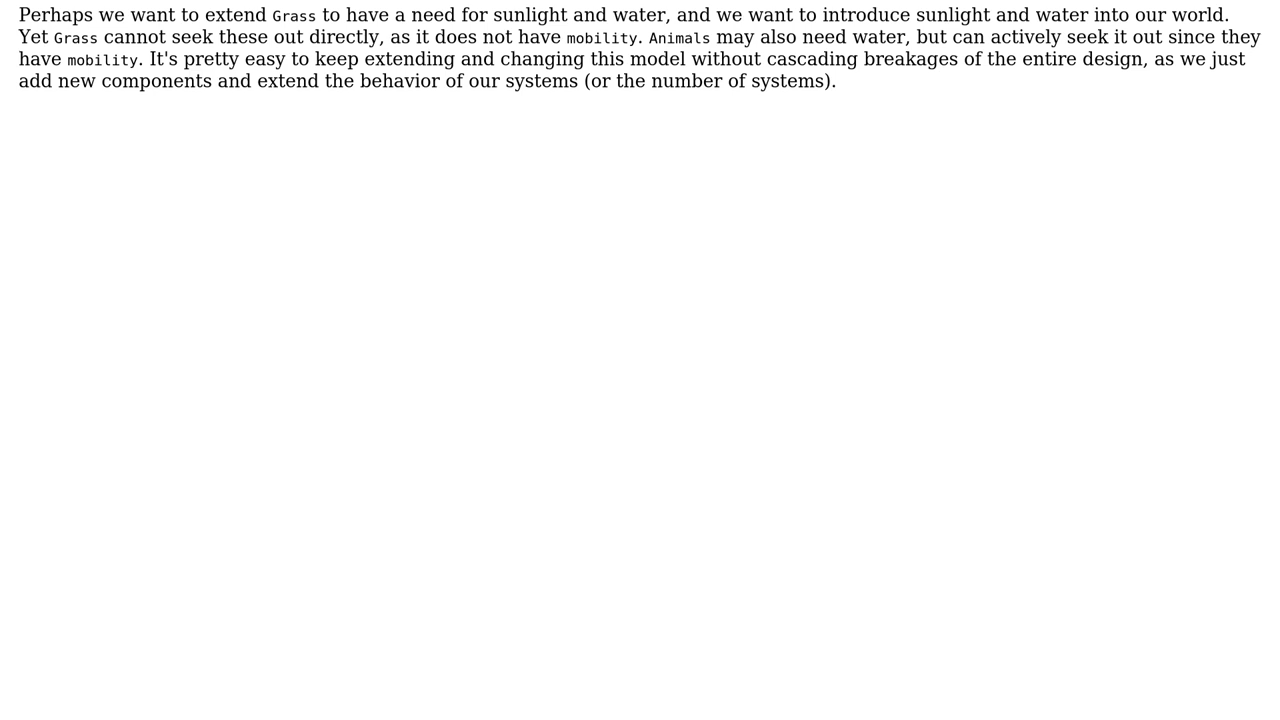 Perhaps we want to extend Grass to have a need for sunlight and water, and we want to introduce sunlight and water into our world.
Yet Grass cannot seek these out directly, as it does not have mobility. Animals may also need water, but can actively seek it out since they
have mobility. It's pretty easy to keep extending and changing this model without cascading breakages of the entire design, as we just
add new components and extend the behavior of our systems (or the number of systems).